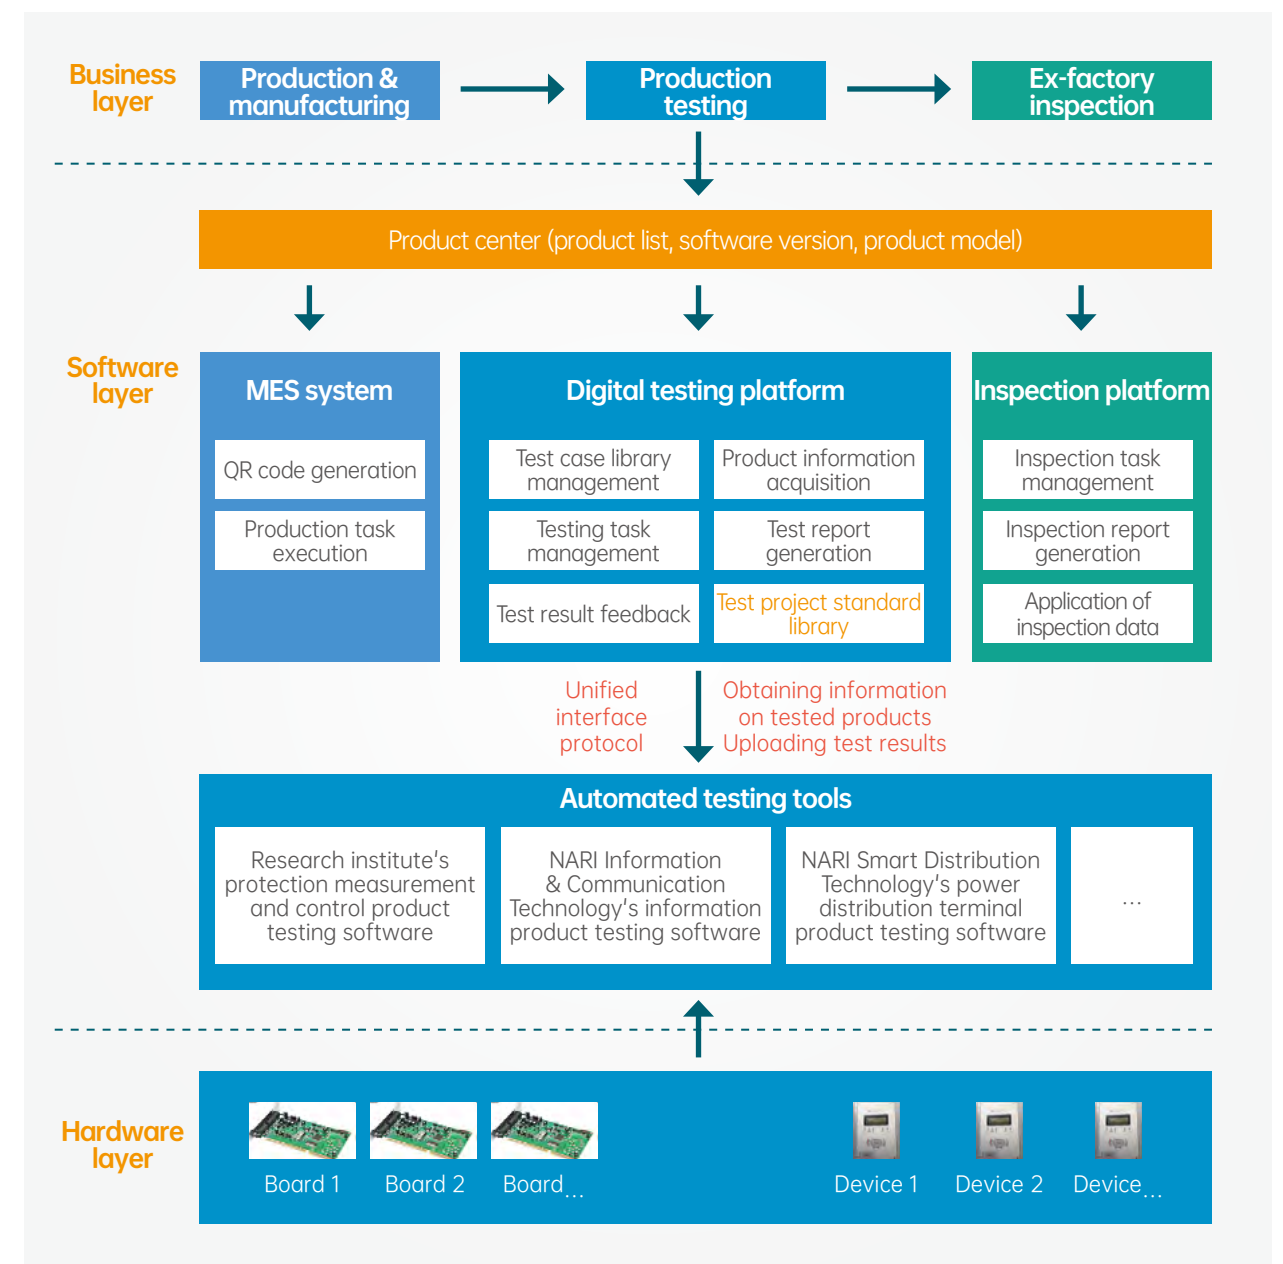 Business
layer
Production &
manufacturing
Production
testing
Ex-factory
inspection
Product center (product list, software version, product model)
Software
layer
MES system
QR code generation
Production task
execution
Digital testing platform
Test case library
management
Product information
acquisition
Testing task
management
Test report
generation
Test result feedback
Test project standard
library
Inspection platform
Inspection task
management
Inspection report
generation
Application of
inspection data
Unified
interface
protocol
Obtaining information
on tested products
Uploading test results
Automated testing tools
Research institute's
protection measurement
and control product
testing software
NARI Information
& Communication
Technology's information
product testing software
NARI Smart Distribution
Technology's power
distribution terminal
product testing software
...
Hardware
layer
Board 1
Board 2
Board...
Device 1
Device 2
Device...